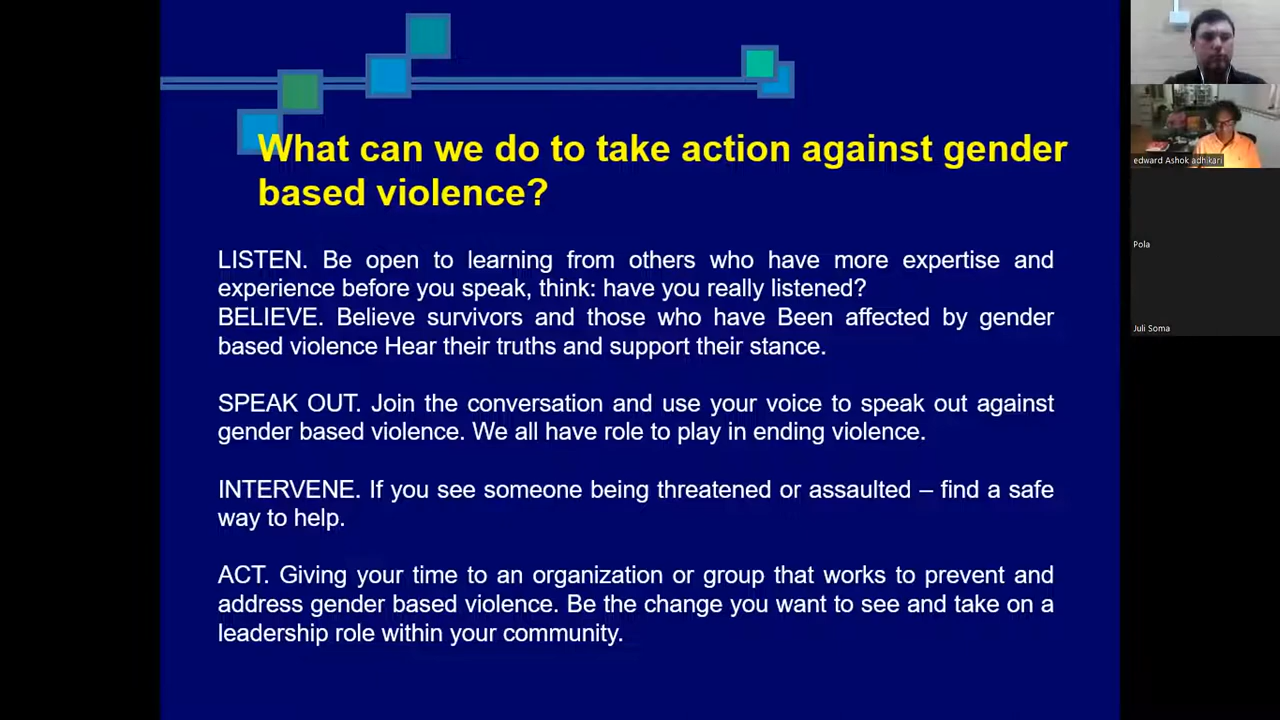 What can we do to take action against gender
based violence?
LISTEN. Be open to learning from others who have more expertise and
experience before you speak, think: have you really listened?
BELIEVE. Believe survivors and those who have Been affected by gender
based violence Hear their truths and support their stance.
SPEAK OUT. Join the conversation and use your voice to speak out against
gender based violence. We all have role to play in ending violence.
INTERVENE. If you see someone being threatened or assaulted – find a safe
way to help.
ACT. Giving your time to an organization or group that works to prevent and
address gender based violence. Be the change you want to see and take on a
leadership role within your community.
edward Ashok adhikari
Pola
Juli Soma